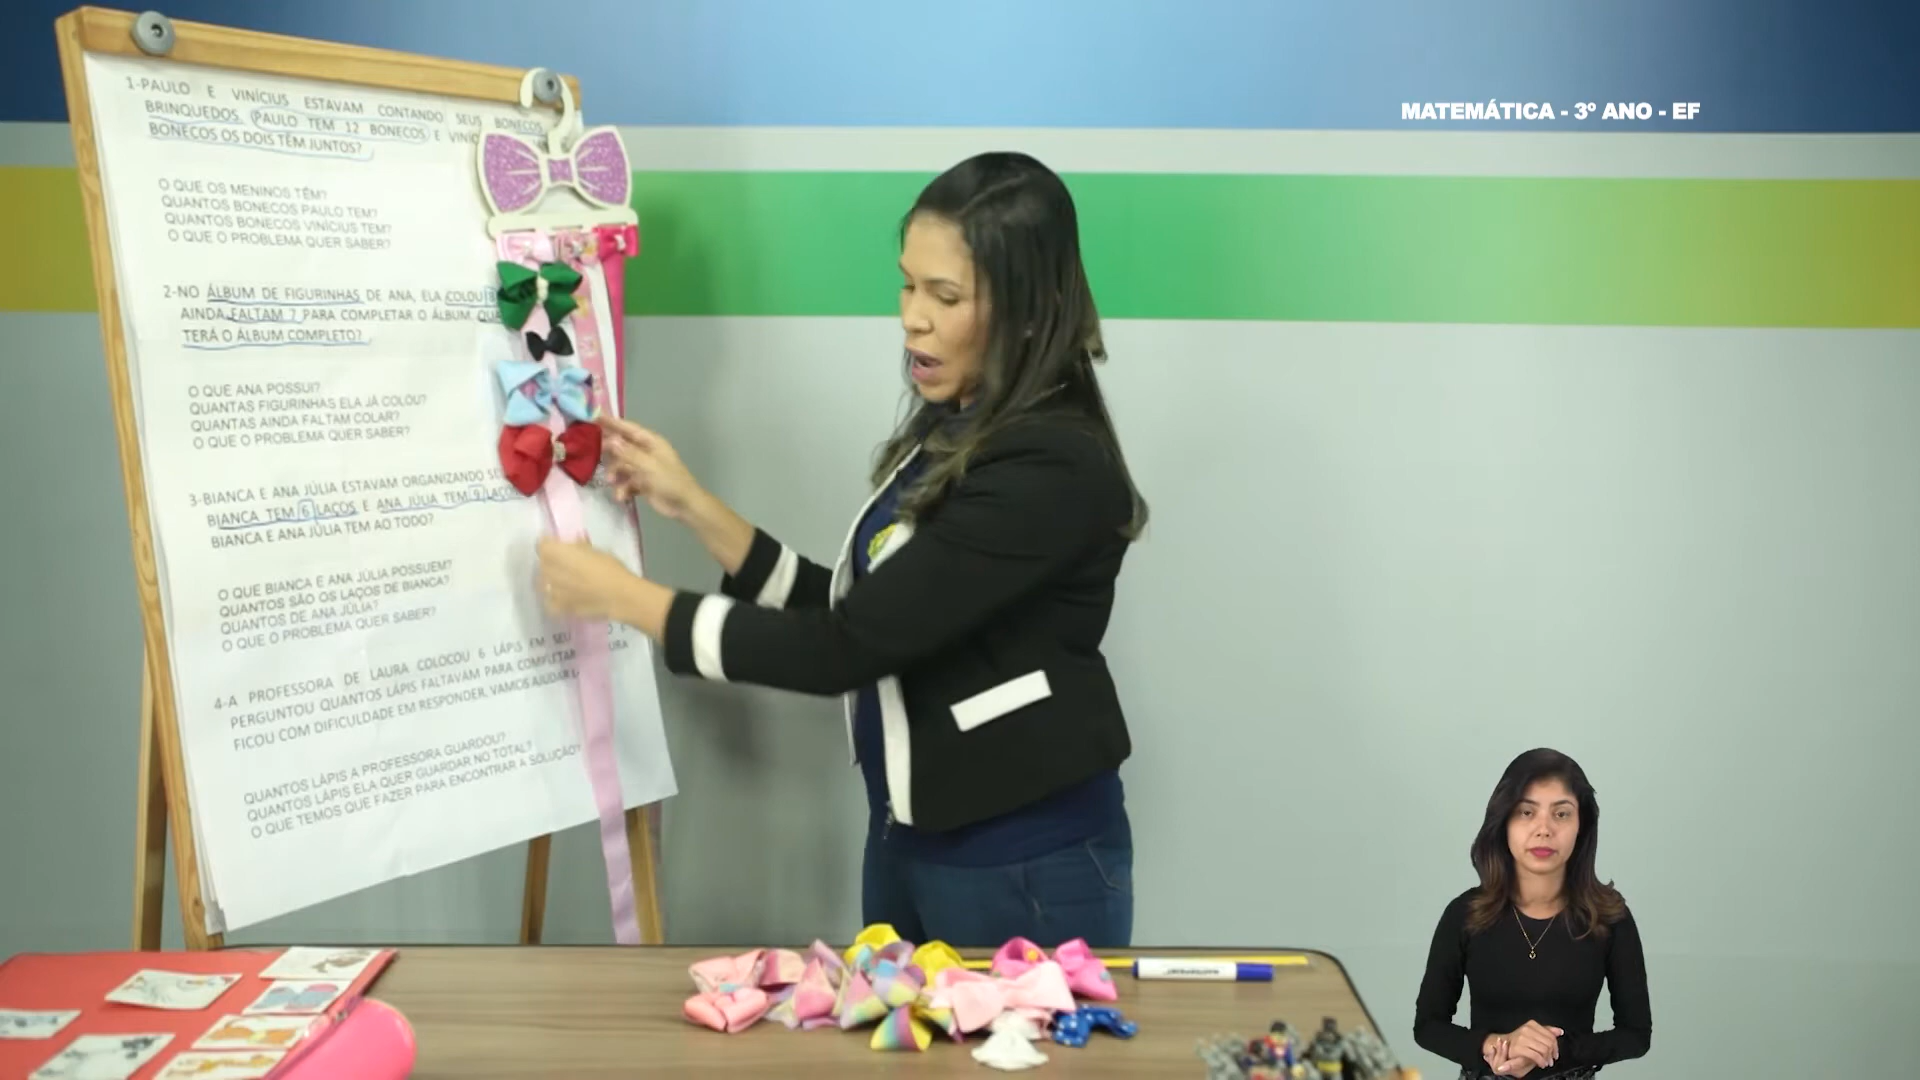 MATEMÁTICA - 3º ANO - EF
1-PAULO E VINÍCIUS ESTAVAM CONTANDO SEUS BONECOS
BRINQUEDOS. PAULO TEM 12 BONECOS E
BONECOS OS DOIS TÊM JUNTOS?
O QUE OS MENINOS TÊM?
QUANTOS BONECOS PAULO TEM?
QUANTOS BONECOS VINÍCIUS TEM?
O QUE O PROBLEMA QUER SABER?
2-NO ÁLBUM DE FIGURINHAS DE ANA, ELA COLOU
AINDA FALTAM 7 PARA COMPLETAR O ÁLBUM.
TERÁ O ÁLBUM COMPLETO?
O QUE ANA POSSUI?
QUANTAS FIGURINHAS ELA JÁ COLOU?
QUANTAS AINDA FALTAM COLAR?
O QUE O PROBLEMA QUER SABER?
3-BIANCA E ANA JÚLIA ESTAVAM ORGANIZANDO
BIANCA TEM 6 LAÇOS E ANA JÚLIA TEM 9 LAÇOS
BIANCA E ANA JÚLIA TEM AO TODO?
O QUE BIANCA E ANA JÚLIA POSSUEM?
QUANTOS SÃO OS LAÇOS DE BIANCA?
QUANTOS DE ANA JÚLIA?
O QUE O PROBLEMA QUER SABER?
4-A PROFESSORA DE LAURA COLOCOU 6 LÁPIS EM SEU
PERGUNTOU QUANTOS LÁPIS FALTAVAM PARA COMPLETAR
FICOU COM DIFICULDADE EM RESPONDER, VAMOS AJUDAR
QUANTOS LÁPIS A PROFESSORA GUARDOU?
QUANTOS LÁPIS ELA QUER GUARDAR NO TOTAL?
O QUE TEMOS QUE FAZER PARA ENCONTRAR A SOLUÇÃO?